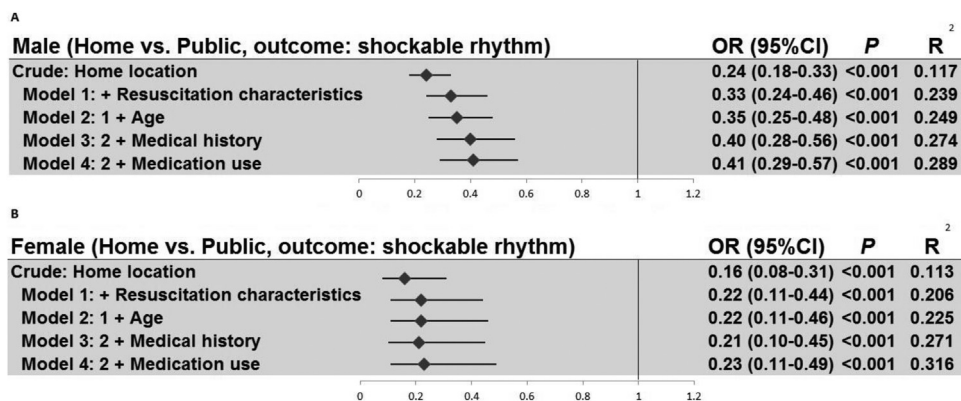 A
Male (Home vs. Public, outcome: shockable rhythm) OR (95%CI) P R2
Crude: Home location 0.24 (0.18-0.33) <0.001 0.117
Model 1: + Resuscitation characteristics 0.33 (0.24-0.46) <0.001 0.239
Model 2: 1 + Age 0.35 (0.25-0.48) <0.001 0.249
Model 3: 2 + Medical history 0.40 (0.28-0.56) <0.001 0.274
Model 4: 2 + Medication use 0.41 (0.29-0.57) <0.001 0.289
0 0.2 0.4 0.6 0.8 1 1.2
B
Female (Home vs. Public, outcome: shockable rhythm) OR (95%CI) P R2
Crude: Home location 0.16 (0.08-0.31) <0.001 0.113
Model 1: + Resuscitation characteristics 0.22 (0.11-0.44) <0.001 0.206
Model 2: 1 + Age 0.22 (0.11-0.46) <0.001 0.225
Model 3: 2 + Medical history 0.21 (0.10-0.45) <0.001 0.271
Model 4: 2 + Medication use 0.23 (0.11-0.49) <0.001 0.316
0 0.2 0.4 0.6 0.8 1 1.2